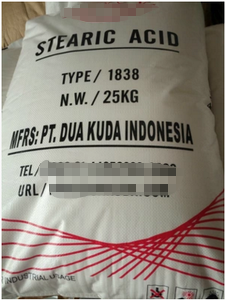 STEARIC ACID
TYPE/ 1838
N.W. / 25KG
MFRS: PT. DUA KUDA INDONESIA
TEL/
URL/
INDUSTRIAL USAGE